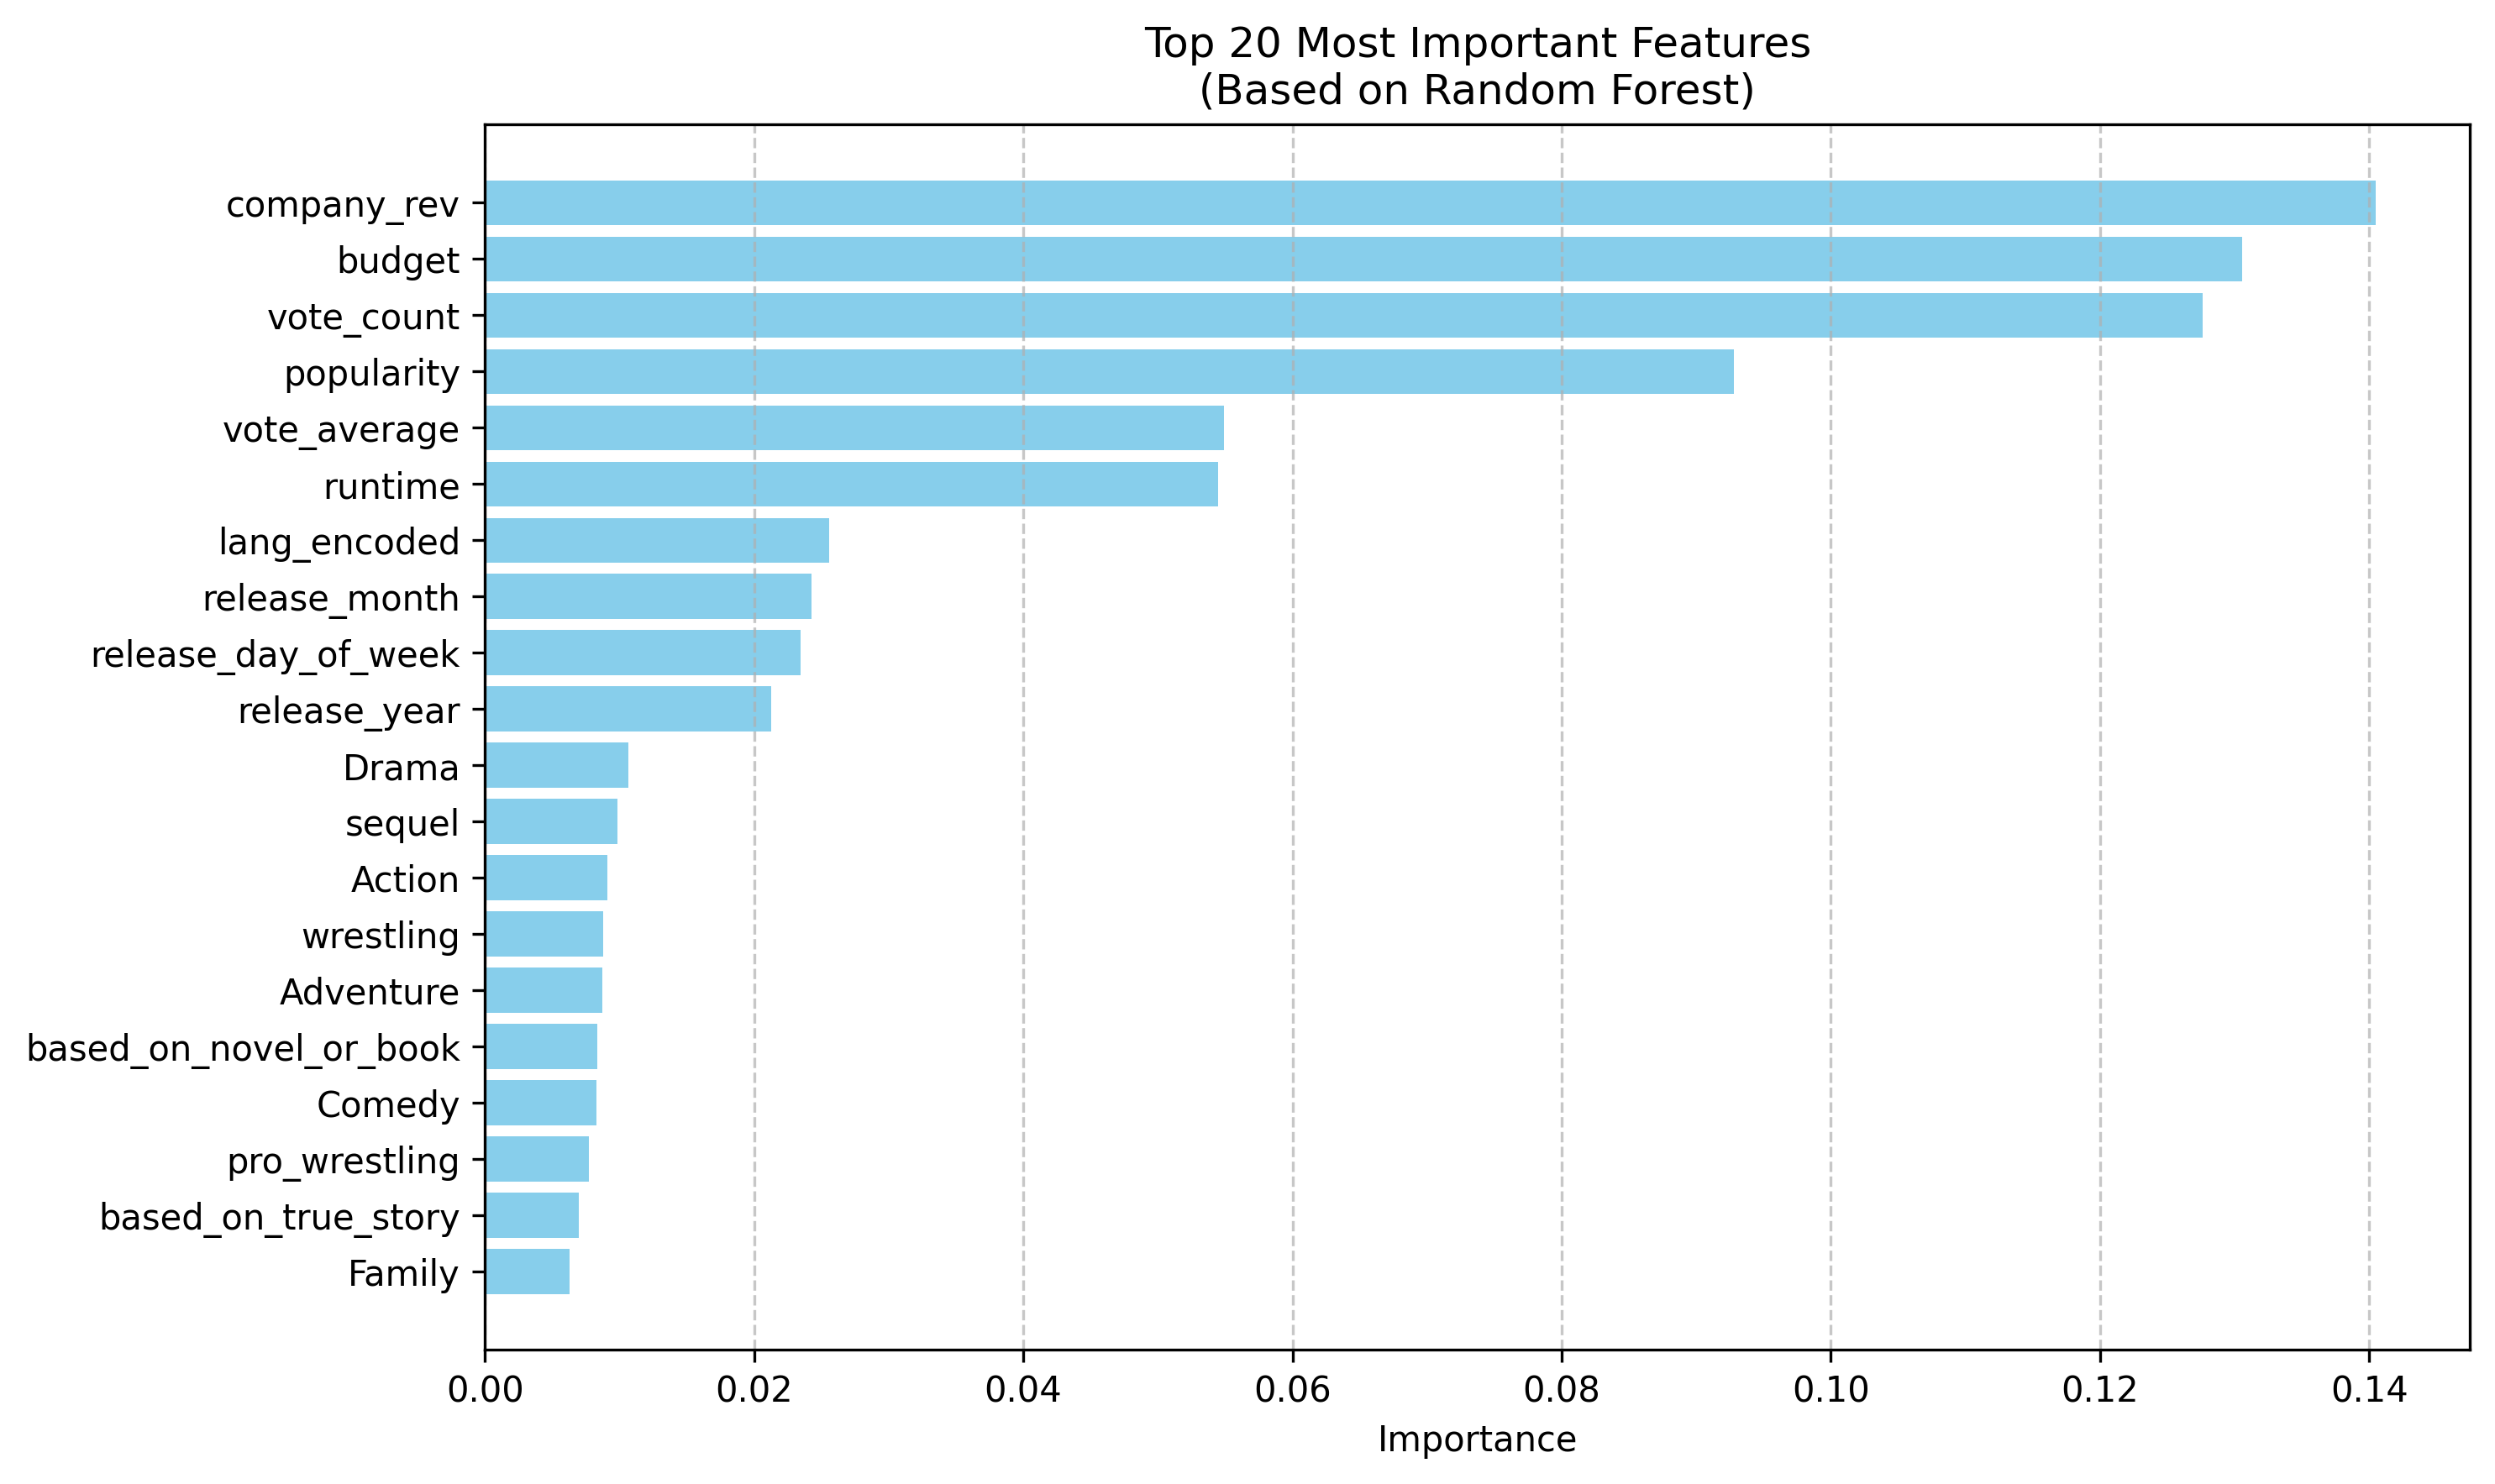 Top 20 Most Important Features
(Based on Random Forest)
company_rev
budget
vote_count
popularity
vote_average
runtime
lang_encoded
release_month
release_day_of_week
release_year
Drama
sequel
Action
wrestling
Adventure
based_on_novel_or_book
Comedy
pro_wrestling
based_on_true_story
Family
0.00 0.02 0.04 0.06 0.08 0.10 0.12 0.14
Importance